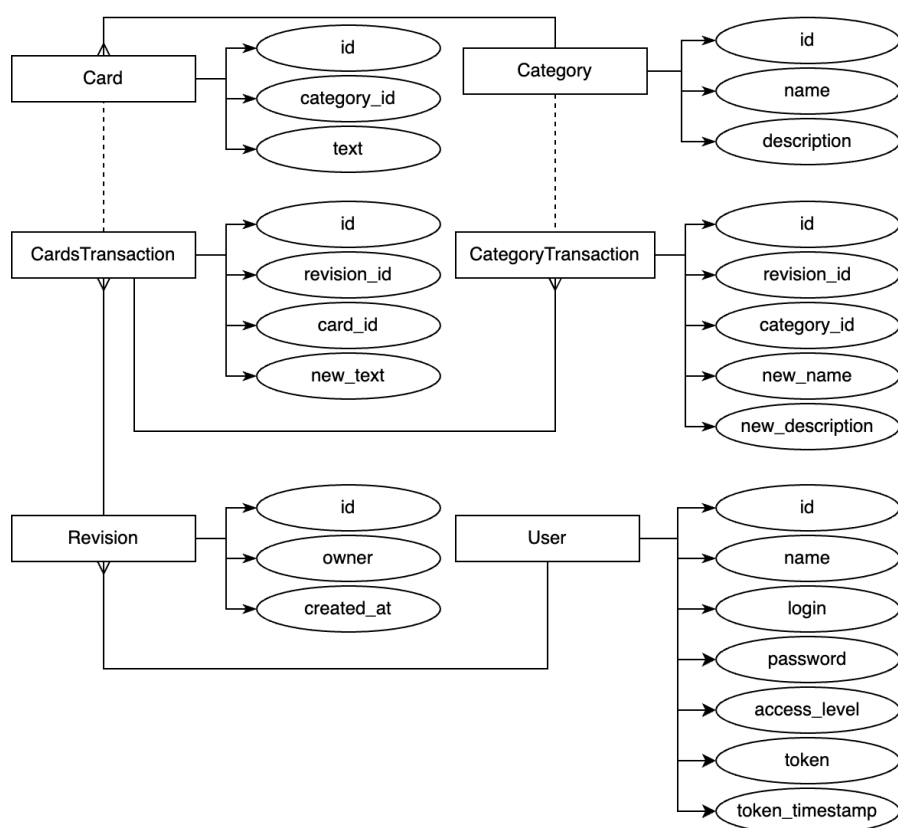 Card
id
category_id
text
Category
id
name
description
CardsTransaction
id
revision_id
card_id
new_text
CategoryTransaction
id
revision_id
category_id
new_name
new_description
Revision
id
owner
created_at
User
id
name
login
password
access_level
token
token_timestamp